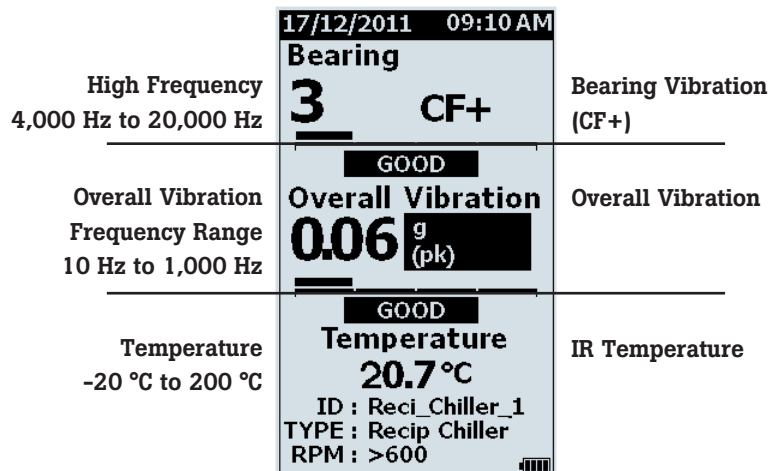 17/12/2011 09:10 AM
Bearing
High Frequency
4,000 Hz to 20,000 Hz
3 CF+
Bearing Vibration
(CF+)
GOOD
Overall Vibration
Frequency Range
10 Hz to 1,000 Hz
Overall Vibration
0.06 g
(pk)
Overall Vibration
GOOD
Temperature
-20 °C to 200 °C
Temperature
20.7 °C
IR Temperature
ID : Reci_Chiller_1
TYPE : Recip Chiller
RPM : >600